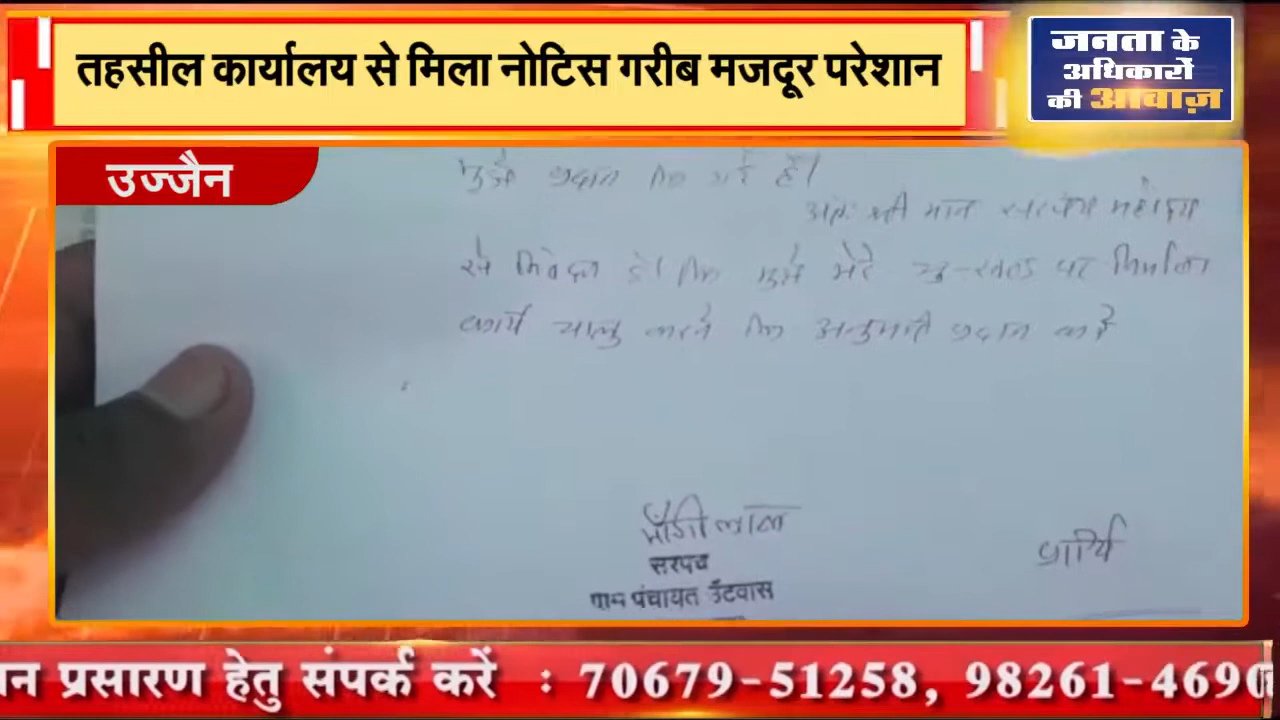 तहसील कार्यालय से मिला नोटिस गरीब मजदूर परेशान
जनता के
अधिकारों
की आवाज़
उज्जैन
मुझे प्रदान किए गये है।
अतः श्री मान सरपंच महोदय
से निवेदन है। कि मुझे मेरे भु-खण्ड पर निर्माण
कार्य चालु करने कि अनुमति प्रदान करे
माँगीलाल
सरपंच
ग्राम पंचायत उँटवास
प्रार्थि
न प्रसारण हेतु संपर्क करें : 70679-51258, 98261-4690